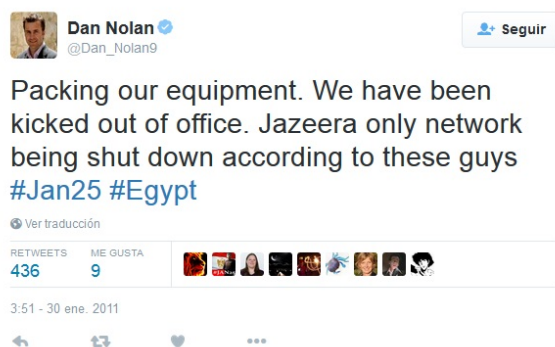 Dan Nolan
@Dan_Nolan9
Seguir
Packing our equipment. We have been
kicked out of office. Jazeera only network
being shut down according to these guys
#Jan25 #Egypt
Ver traducción
RETWEETS ME GUSTA
436 9
3:51 - 30 ene. 2011